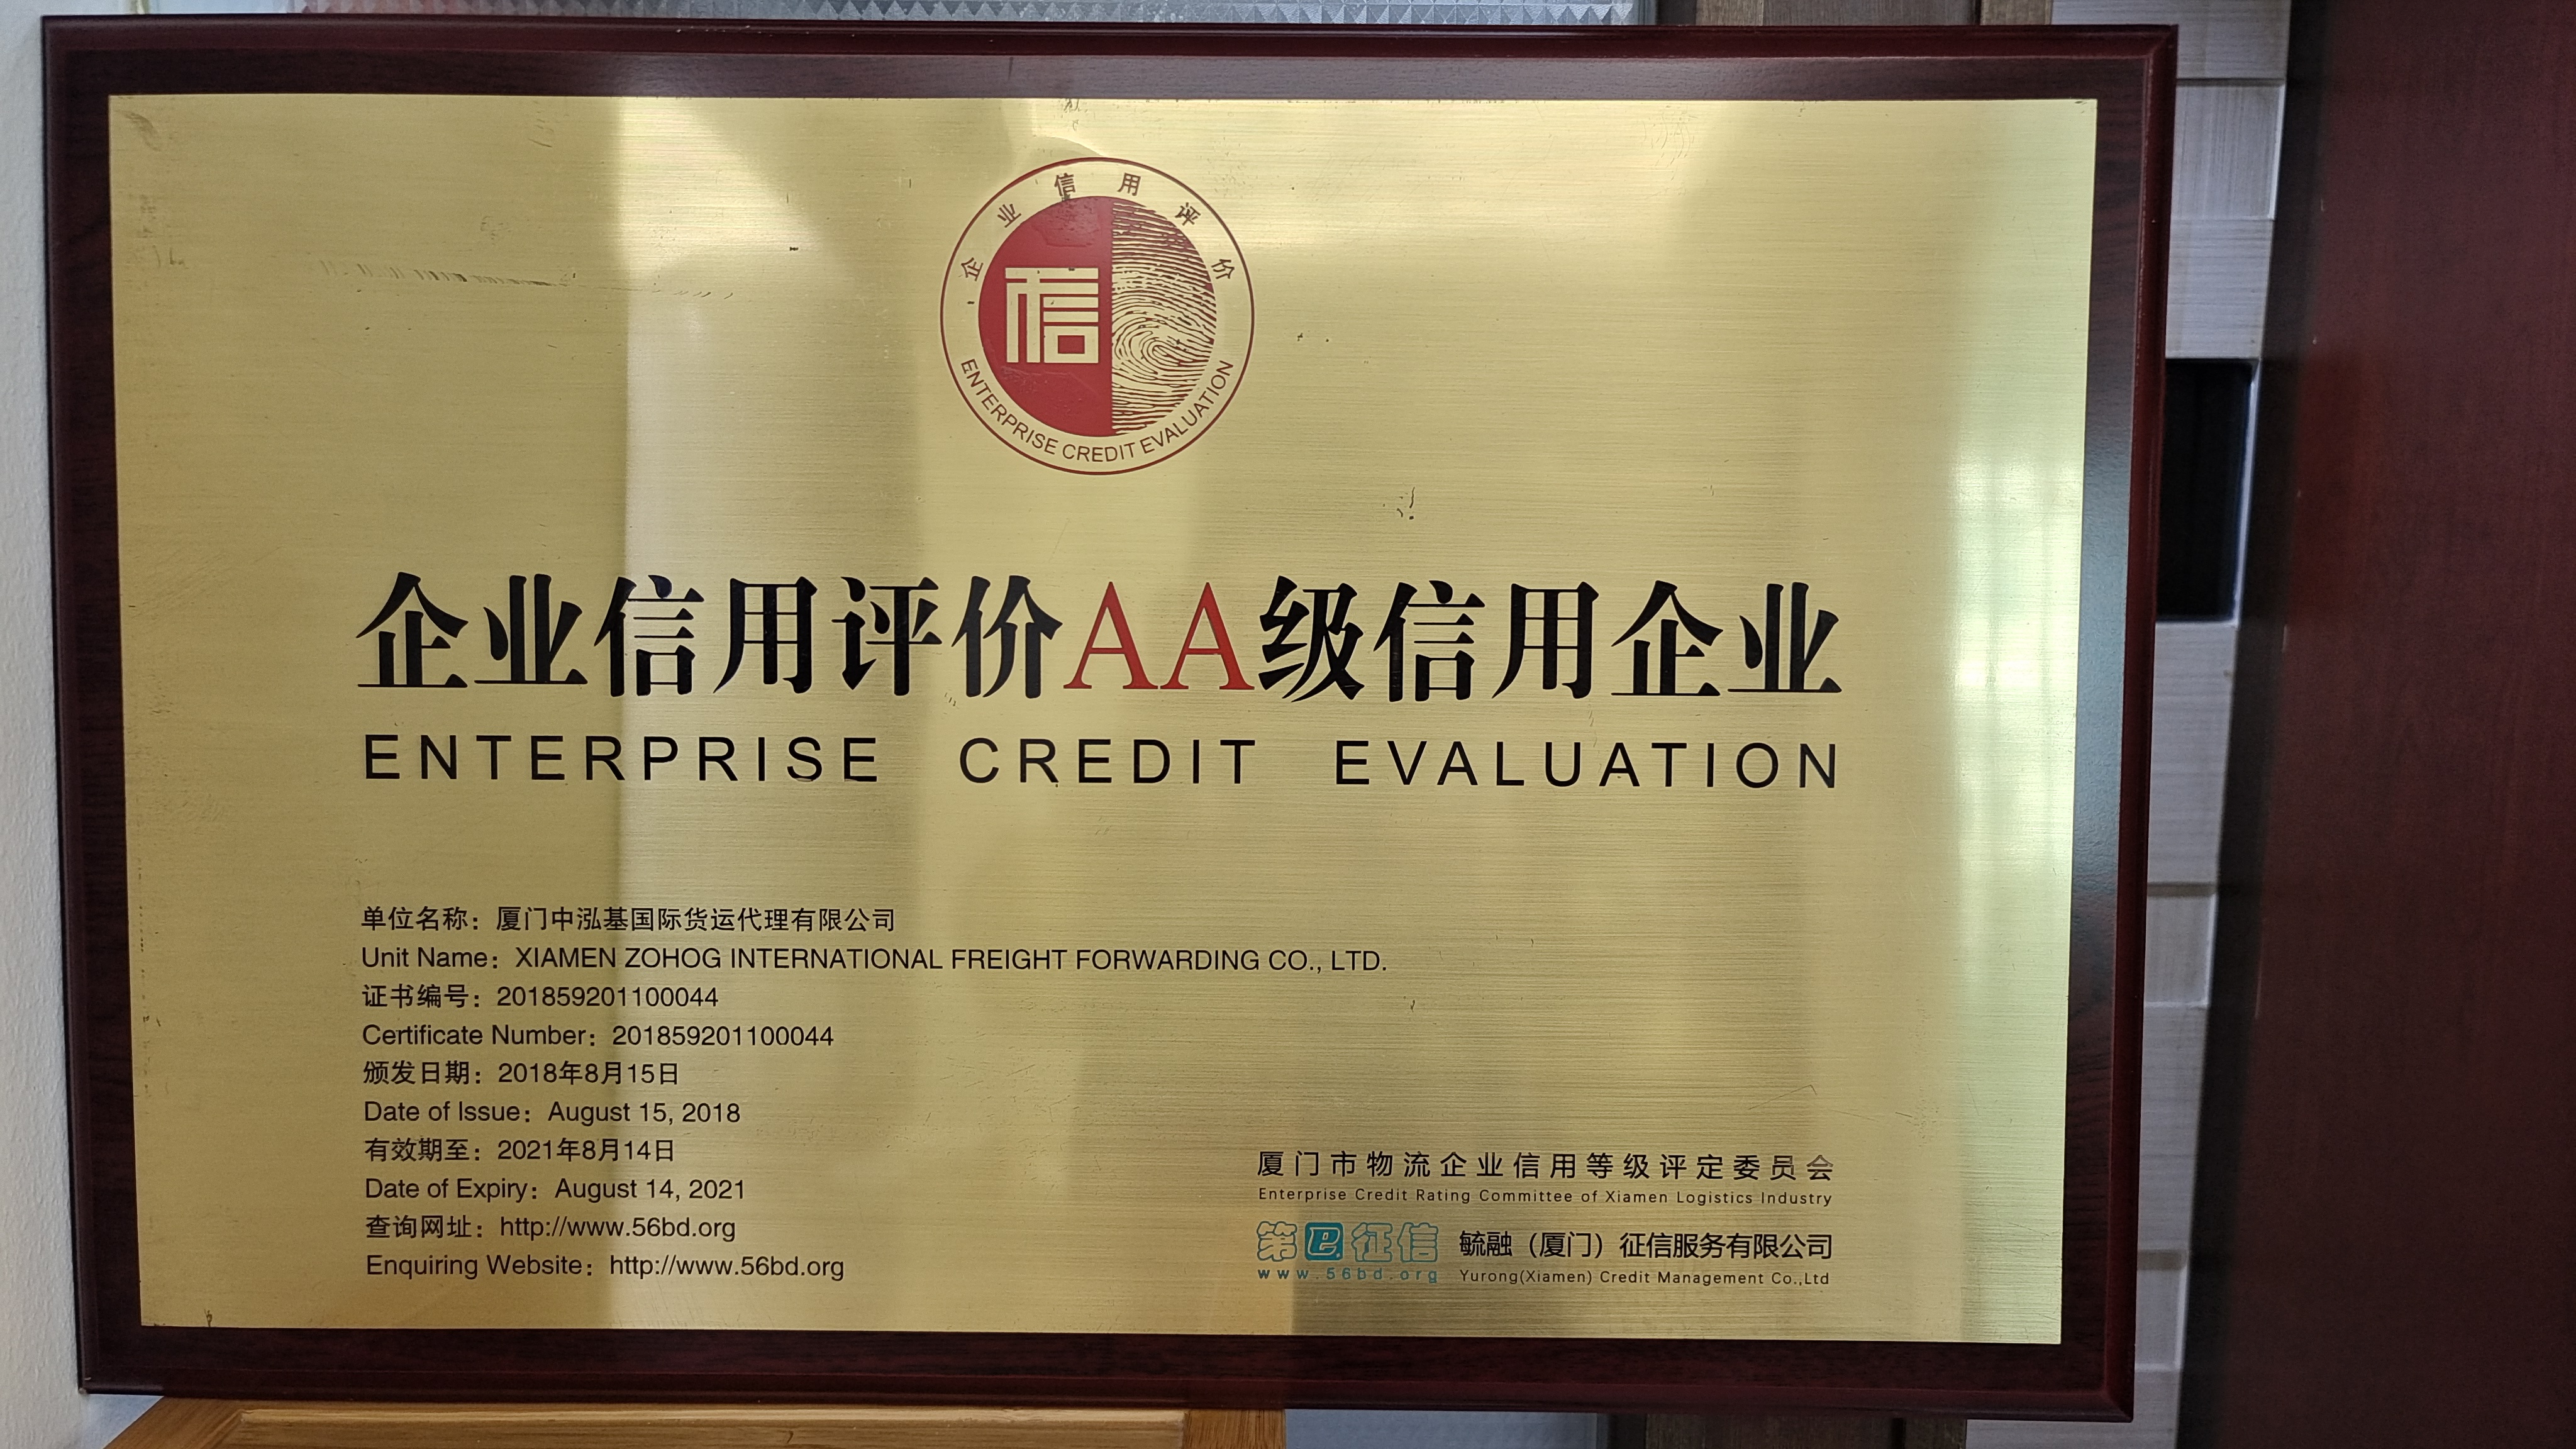 企业信用评价
信
ENTERPRISE CREDIT EVALUATION
企业信用评价AA级信用企业
ENTERPRISE CREDIT EVALUATION
单位名称：厦门中泓基国际货运代理有限公司
Unit Name：XIAMEN ZOHOG INTERNATIONAL FREIGHT FORWARDING CO., LTD.
证书编号：201859201100044
Certificate Number：201859201100044
颁发日期：2018年8月15日
Date of Issue：August 15, 2018
有效期至：2021年8月14日
Date of Expiry：August 14, 2021
查询网址：http://www.56bd.org
Enquiring Website：http://www.56bd.org
厦门市物流企业信用等级评定委员会
Enterprise Credit Rating Committee of Xiamen Logistics Industry
第e征信 毓融（厦门）征信服务有限公司
www.56bd.org Yurong(Xiamen) Credit Management Co.,Ltd